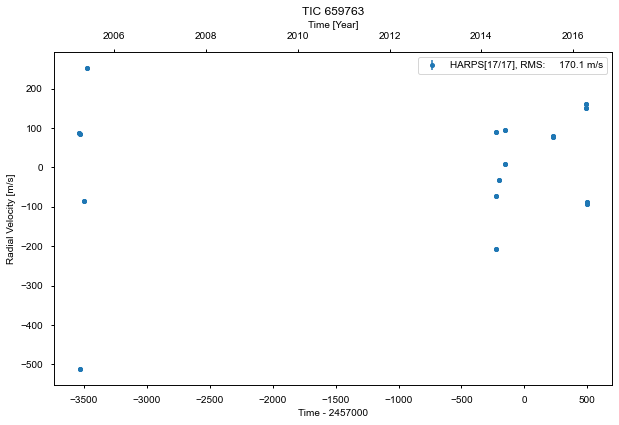 TIC 659763
Time [Year]
2006 2008 2010 2012 2014 2016
HARPS[17/17], RMS: 170.1 m/s
Radial Velocity [m/s]
200
100
0
−100
−200
−300
−400
−500
−3500 −3000 −2500 −2000 −1500 −1000 −500 0 500
Time - 2457000